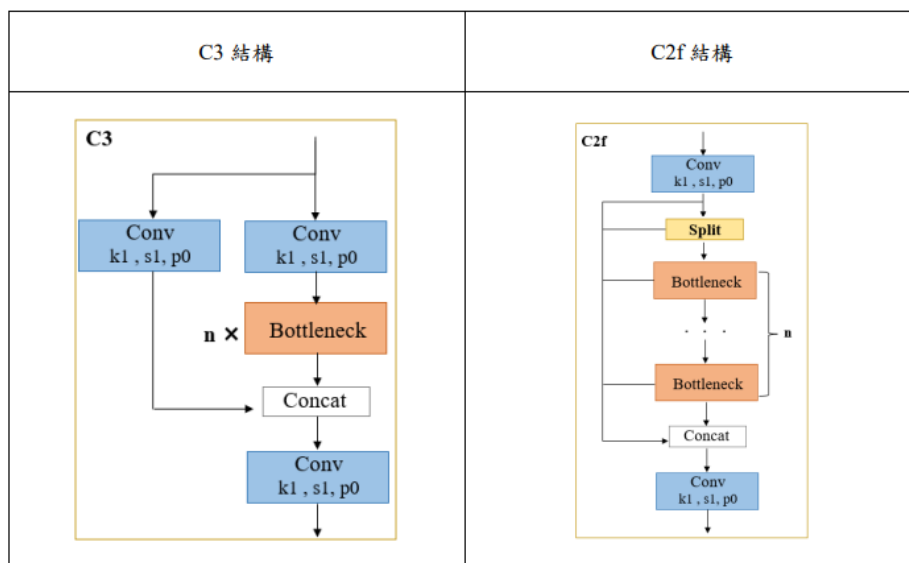 C3 結構
C2f 結構
C3
Conv
k1 , s1, p0
Conv
k1 , s1, p0
n ×
Bottleneck
Concat
Conv
k1 , s1, p0
C2f
Conv
k1 , s1, p0
Split
Bottleneck
. . .
n
Bottleneck
Concat
Conv
k1 , s1, p0